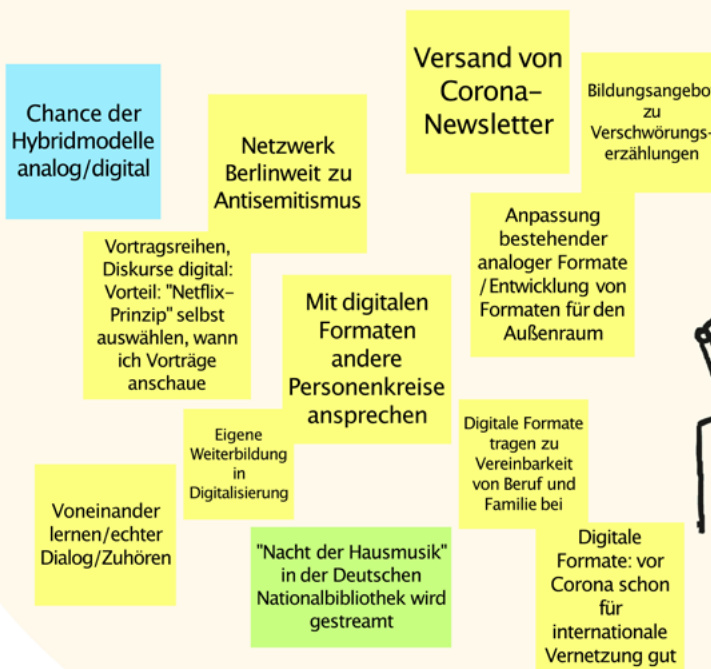 Versand von
Corona-
Newsletter
Bildungsangebo
zu
Verschwörungs-
erzählungen
Chance der
Hybridmodelle
analog/digital
Netzwerk
Berlinweit zu
Antisemitismus
Anpassung
bestehender
analoger Formate
/Entwicklung von
Formaten für den
Außenraum
Vortragsreihen,
Diskurse digital:
Vorteil: "Netflix-
Prinzip" selbst
auswählen, wann
ich Vorträge
anschaue
Mit digitalen
Formaten
andere
Personenkreise
ansprechen
Eigene
Weiterbildung
in
Digitalisierung
Digitale Formate
tragen zu
Vereinbarkeit
von Beruf und
Familie bei
Voneinander
lernen/echter
Dialog/Zuhören
"Nacht der Hausmusik"
in der Deutschen
Nationalbibliothek wird
gestreamt
Digitale
Formate: vor
Corona schon
für
internationale
Vernetzung gut